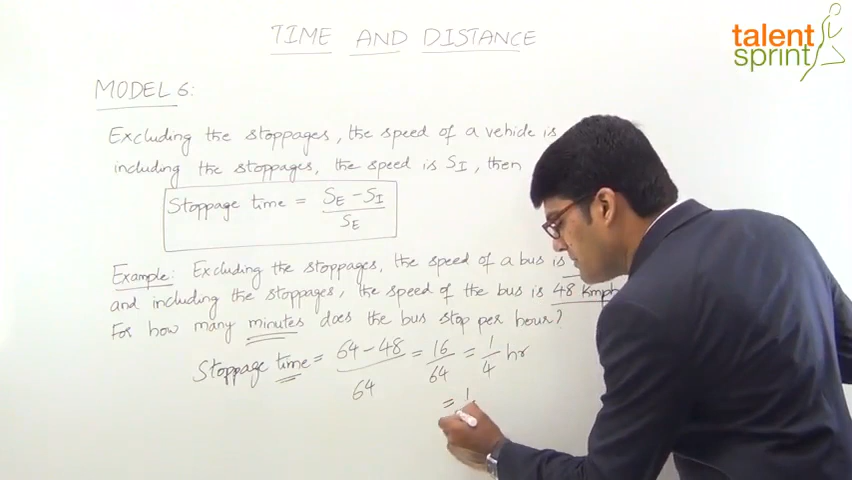 TIME AND DISTANCE
talent
sprint
MODEL 6:
Excluding the stoppages, the speed of a vehicle is
including the stoppages, the speed is S_I, then
Stoppage time = (S_E - S_I) / S_E
Example: Excluding the stoppages, the speed of a bus is
and including the stoppages, the speed of the bus is 48 Kmph
For how many minutes does the bus stop per hour?
Stoppage time = (64 - 48) / 64 = 16/64 = 1/4 hr
= 1